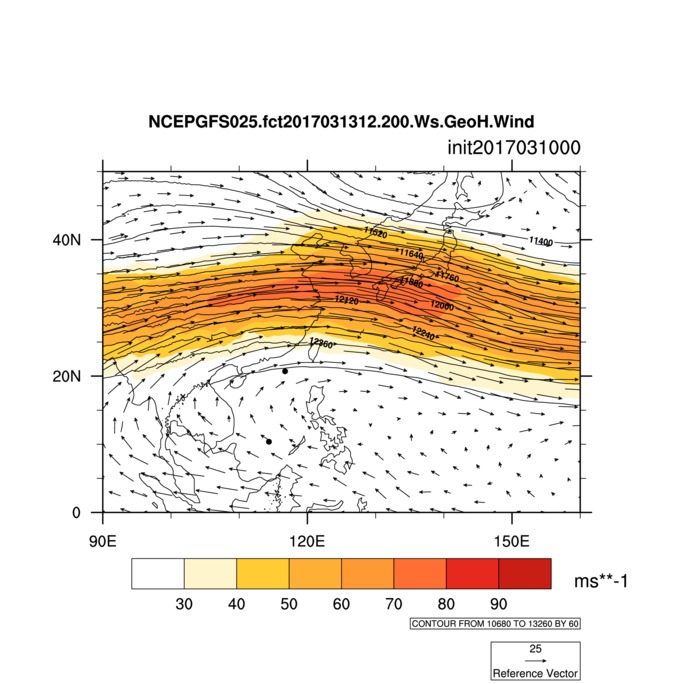 NCEPGFS025.fct2017031312.200.Ws.GeoH.Wind
init2017031000
40N
20N
0
11520
11640
11400
11760
11880
12000
12120
12240
12360
90E
120E
150E
30 40 50 60 70 80 90
ms**-1
CONTOUR FROM 10680 TO 13260 BY 60
25
Reference Vector